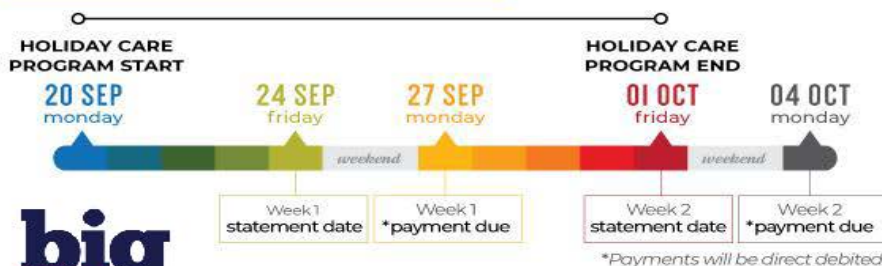 HOLIDAY CARE
PROGRAM START
HOLIDAY CARE
PROGRAM END
20 SEP
monday
24 SEP
friday
27 SEP
monday
01 OCT
friday
04 OCT
monday
weekend
weekend
Week 1
statement date
Week 1
*payment due
Week 2
statement date
Week 2
*payment due
big
*Payments will be direct debited